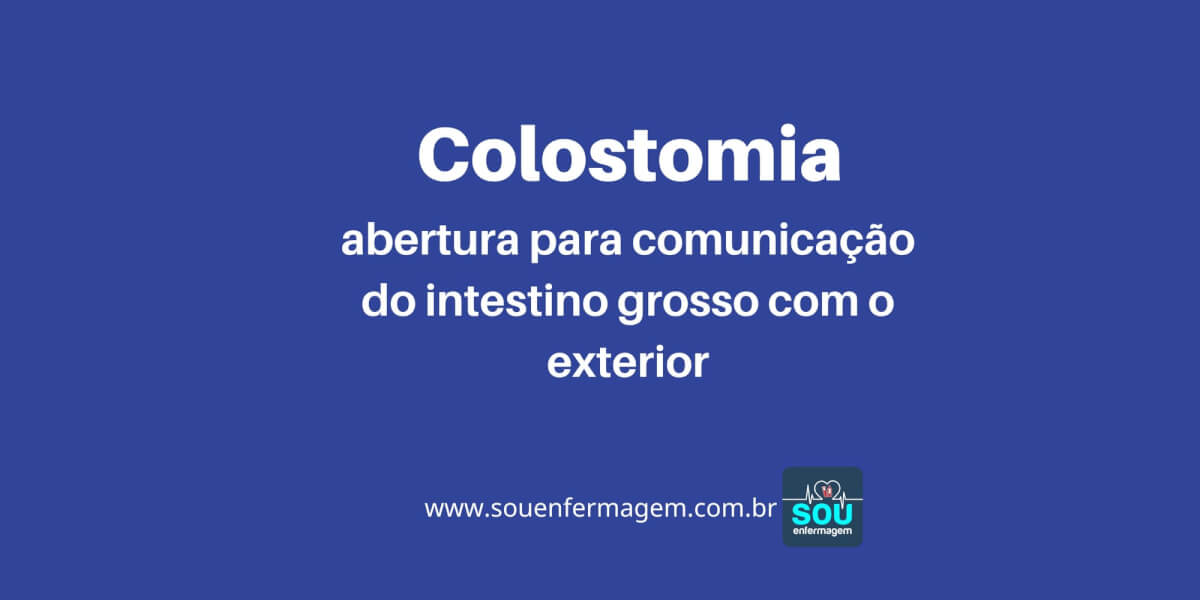 Colostomia
abertura para comunicação
do intestino grosso com o
exterior
www.souenfermagem.com.br
SOU
enfermagem